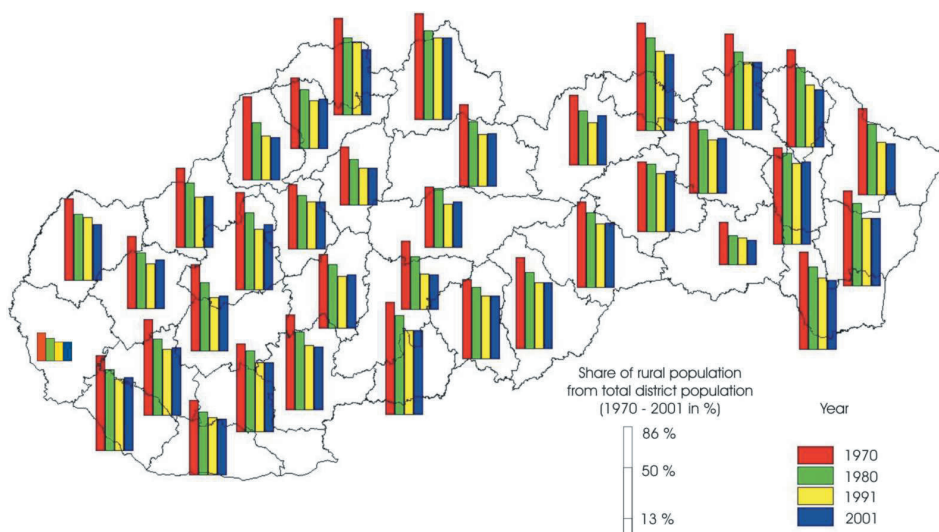 Share of rural population
from total district population
(1970 - 2001 in %)
86 %
50 %
13 %
Year
1970
1980
1991
2001